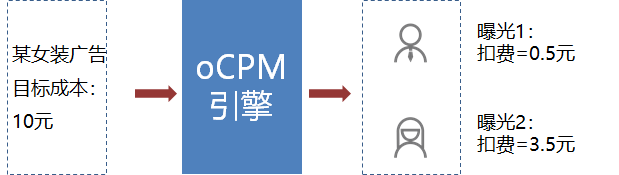 某女装广告
目标成本：
10元
oCPM
引擎
曝光1：
扣费=0.5元
曝光2：
扣费=3.5元